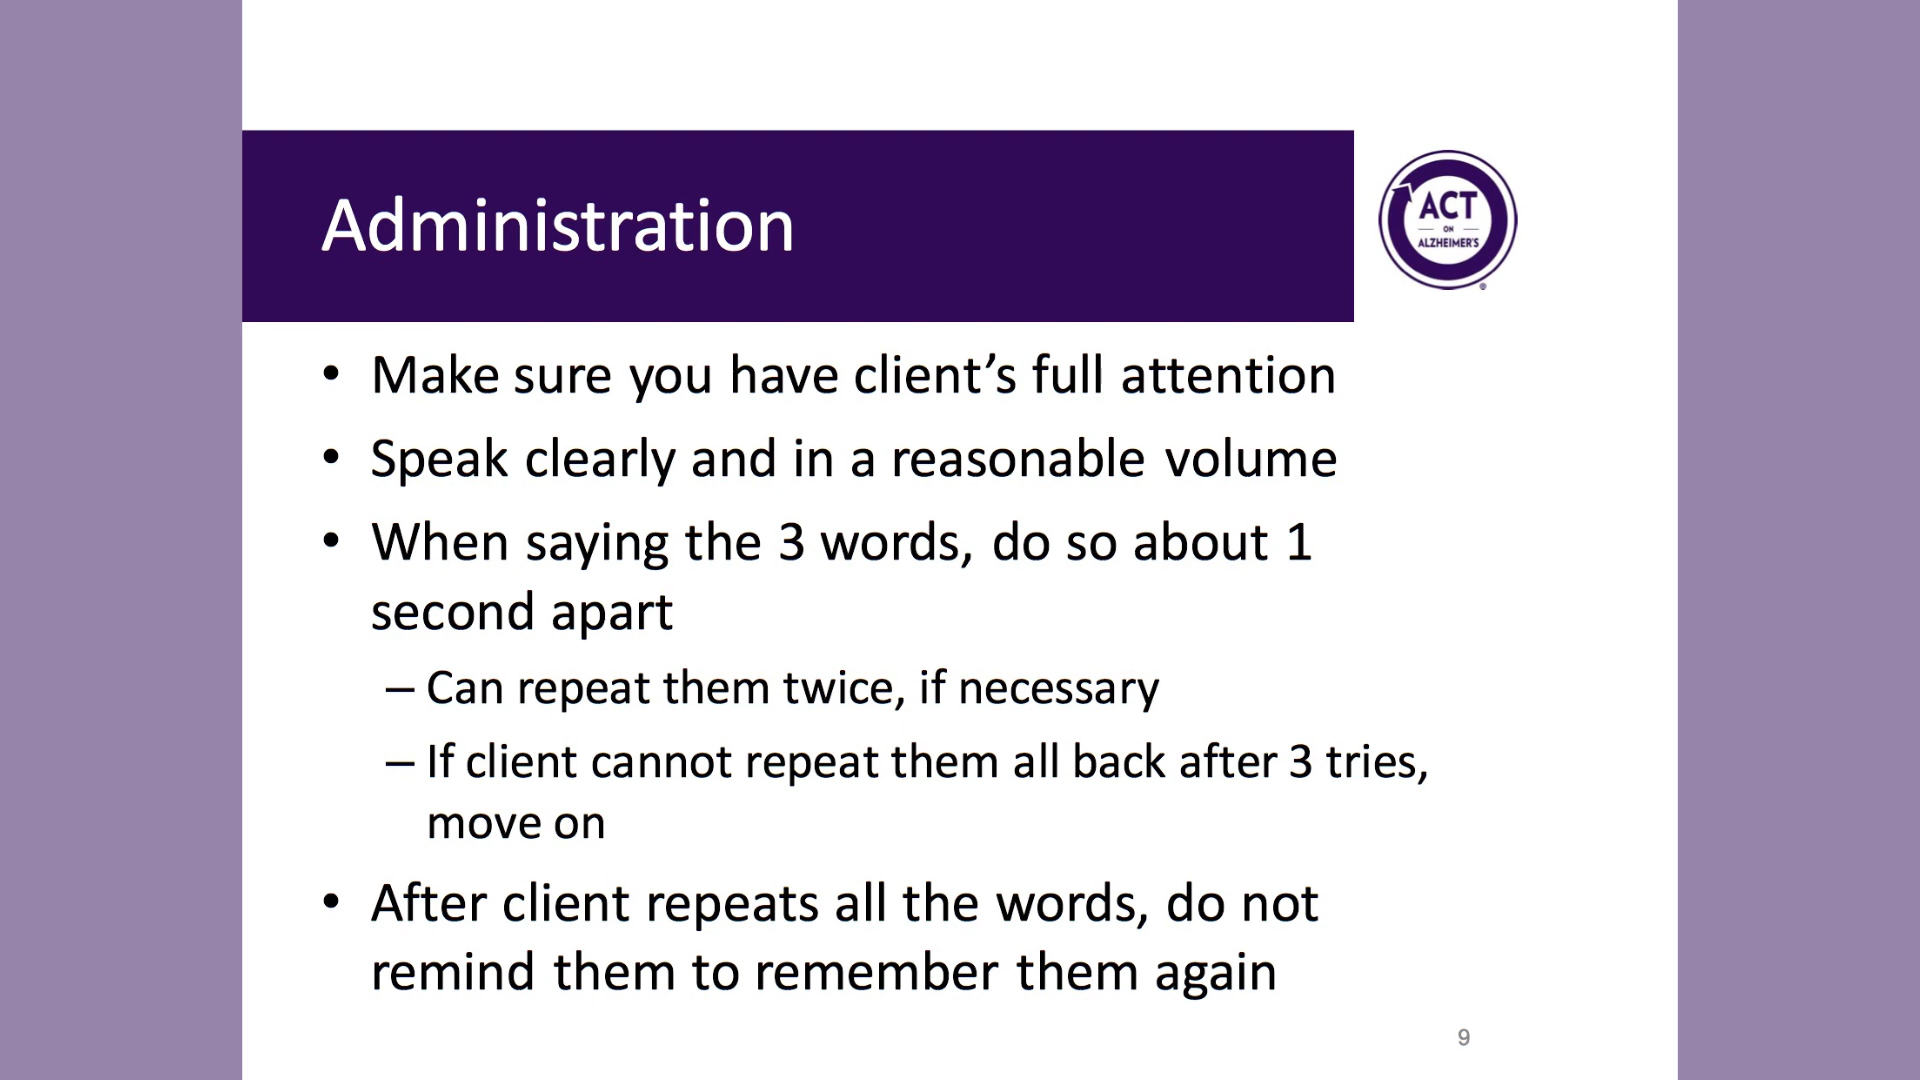 Administration
ACT
ON
ALZHEIMER'S
®
• Make sure you have client’s full attention
• Speak clearly and in a reasonable volume
• When saying the 3 words, do so about 1
second apart
– Can repeat them twice, if necessary
– If client cannot repeat them all back after 3 tries,
move on
• After client repeats all the words, do not
remind them to remember them again
9